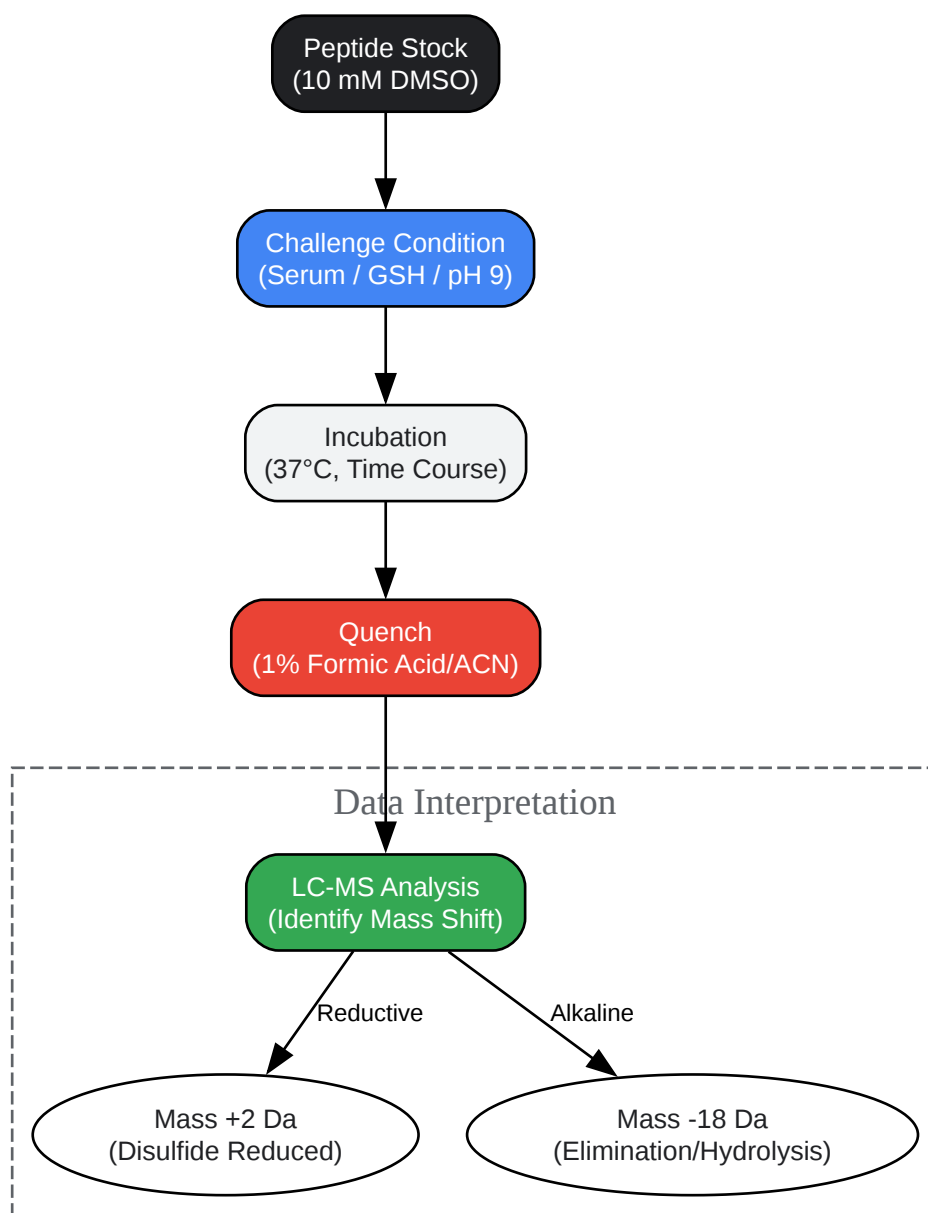 Peptide Stock
(10 mM DMSO)
Challenge Condition
(Serum / GSH / pH 9)
Incubation
(37°C, Time Course)
Quench
(1% Formic Acid/ACN)
Data Interpretation
LC-MS Analysis
(Identify Mass Shift)
Reductive
Alkaline
Mass +2 Da
(Disulfide Reduced)
Mass -18 Da
(Elimination/Hydrolysis)